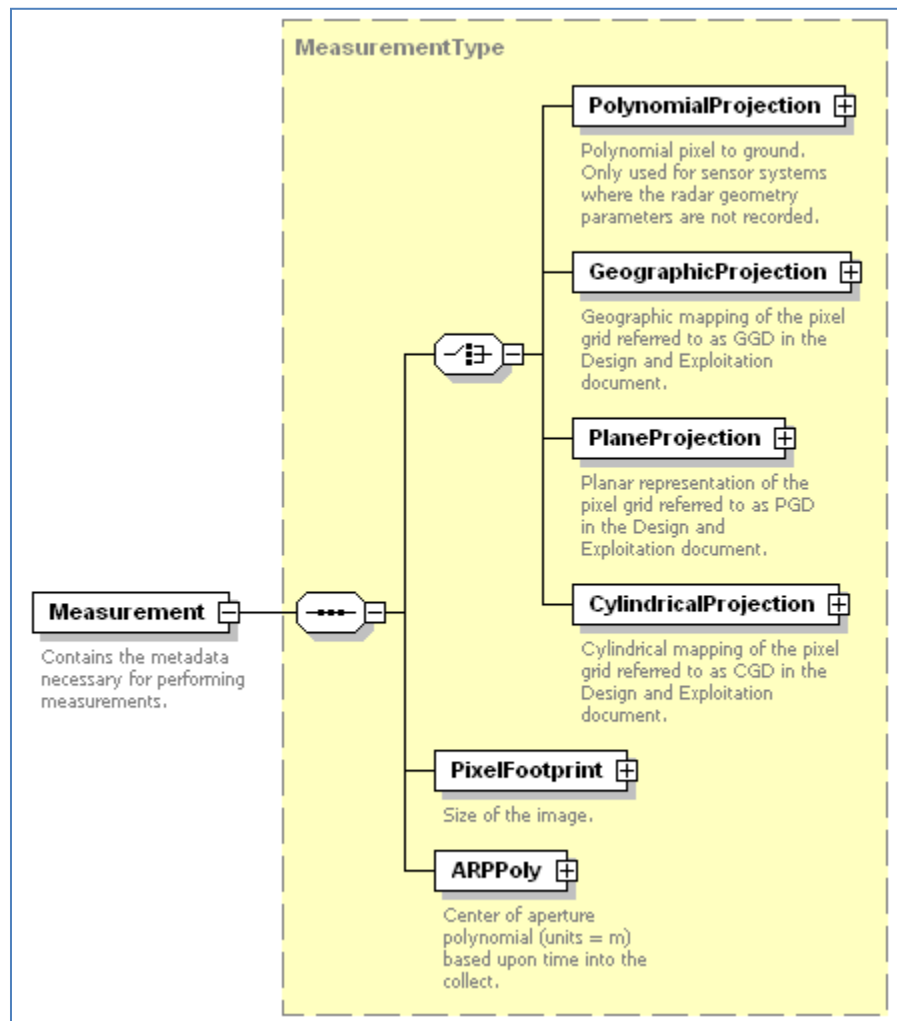 MeasurementType
PolynomialProjection
Polynomial pixel to ground.
Only used for sensor systems
where the radar geometry
parameters are not recorded.
GeographicProjection
Geographic mapping of the pixel
grid referred to as GGD in the
Design and Exploitation
document.
PlaneProjection
Planar representation of the
pixel grid referred to as PGD
in the Design and
Exploitation document.
CylindricalProjection
Cylindrical mapping of the pixel
grid referred to as CGD in the
Design and Exploitation
document.
Measurement
Contains the metadata
necessary for performing
measurements.
PixelFootprint
Size of the image.
ARPPoly
Center of aperture
polynomial (units = m)
based upon time into the
collect.